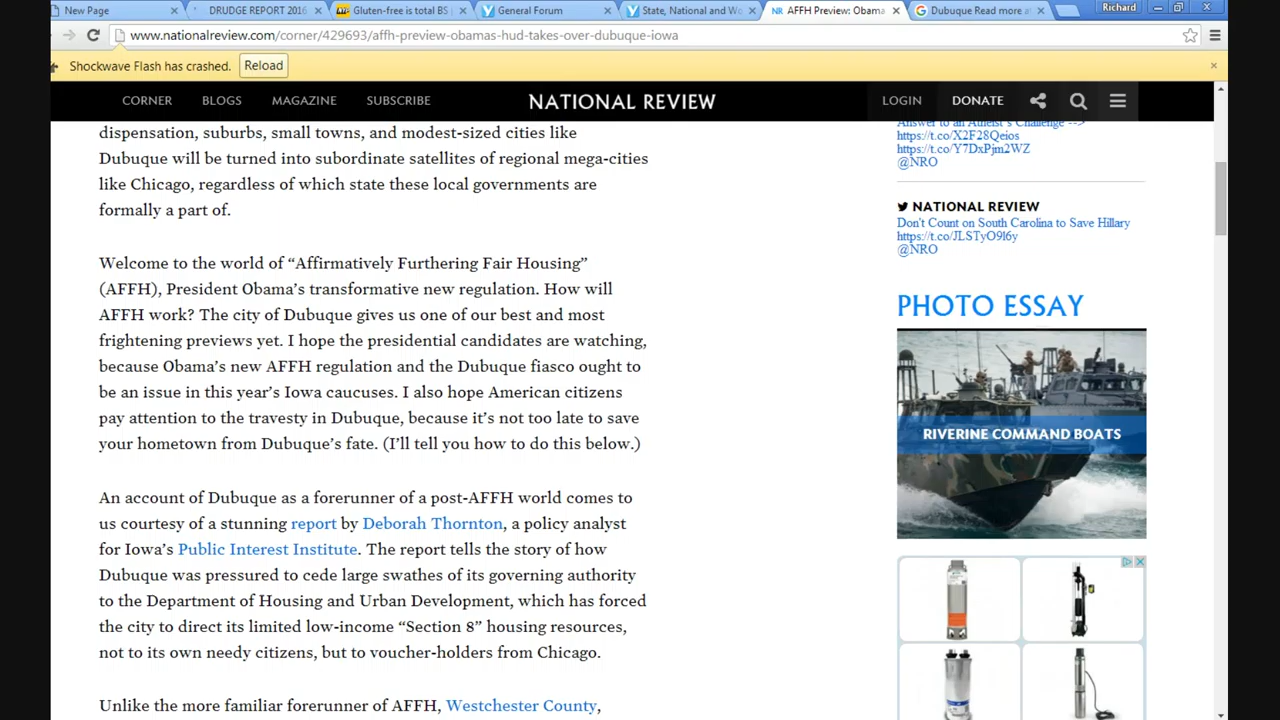 New Page
DRUDGE REPORT 2016
Gluten-free is total BS
General Forum
State, National and Wo
AFFH Preview: Obama
Dubuque Read more at
Richard
www.nationalreview.com/corner/429693/affh-preview-obamas-hud-takes-over-dubuque-iowa
Shockwave Flash has crashed. Reload
CORNER BLOGS MAGAZINE SUBSCRIBE NATIONAL REVIEW LOGIN DONATE
dispensation, suburbs, small towns, and modest-sized cities like
Dubuque will be turned into subordinate satellites of regional mega-cities
like Chicago, regardless of which state these local governments are
formally a part of.
Welcome to the world of “Affirmatively Furthering Fair Housing”
(AFFH), President Obama’s transformative new regulation. How will
AFFH work? The city of Dubuque gives us one of our best and most
frightening previews yet. I hope the presidential candidates are watching,
because Obama’s new AFFH regulation and the Dubuque fiasco ought to
be an issue in this year’s Iowa caucuses. I also hope American citizens
pay attention to the travesty in Dubuque, because it’s not too late to save
your hometown from Dubuque’s fate. (I’ll tell you how to do this below.)
An account of Dubuque as a forerunner of a post-AFFH world comes to
us courtesy of a stunning report by Deborah Thornton, a policy analyst
for Iowa’s Public Interest Institute. The report tells the story of how
Dubuque was pressured to cede large swathes of its governing authority
to the Department of Housing and Urban Development, which has forced
the city to direct its limited low-income “Section 8” housing resources,
not to its own needy citizens, but to voucher-holders from Chicago.
Unlike the more familiar forerunner of AFFH, Westchester County,
Answer to an Atheist's Challenge -->
https://t.co/X2F28Qeios
https://t.co/Y7DxPjm2WZ
@NRO
NATIONAL REVIEW
Don't Count on South Carolina to Save Hillary
https://t.co/JLSTyO9l6y
@NRO
PHOTO ESSAY
RIVERINE COMMAND BOATS